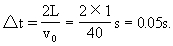 △t = 2L/v₀ = 2×1/40 s = 0.05s.